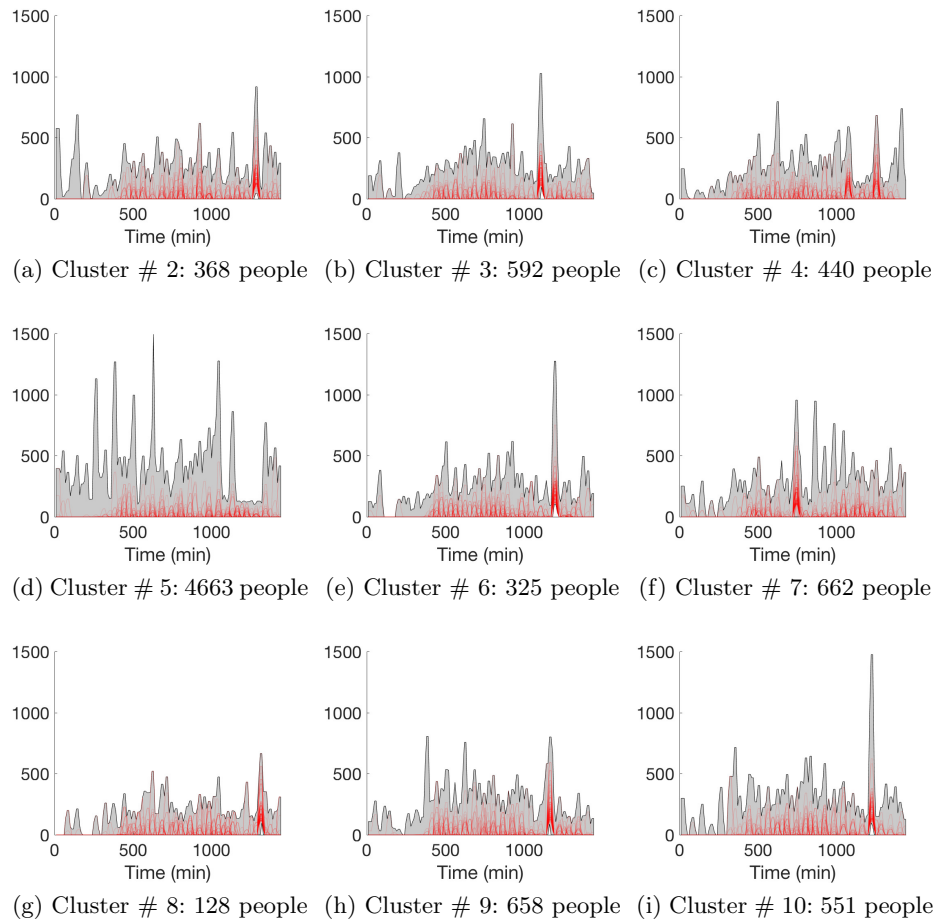 1500
1000
500
0
0 500 1000
Time (min)
(a) Cluster # 2: 368 people
1500
1000
500
0
0 500 1000
Time (min)
(b) Cluster # 3: 592 people
1500
1000
500
0
0 500 1000
Time (min)
(c) Cluster # 4: 440 people
1500
1000
500
0
0 500 1000
Time (min)
(d) Cluster # 5: 4663 people
1500
1000
500
0
0 500 1000
Time (min)
(e) Cluster # 6: 325 people
1500
1000
500
0
0 500 1000
Time (min)
(f) Cluster # 7: 662 people
1500
1000
500
0
0 500 1000
Time (min)
(g) Cluster # 8: 128 people
1500
1000
500
0
0 500 1000
Time (min)
(h) Cluster # 9: 658 people
1500
1000
500
0
0 500 1000
Time (min)
(i) Cluster # 10: 551 people